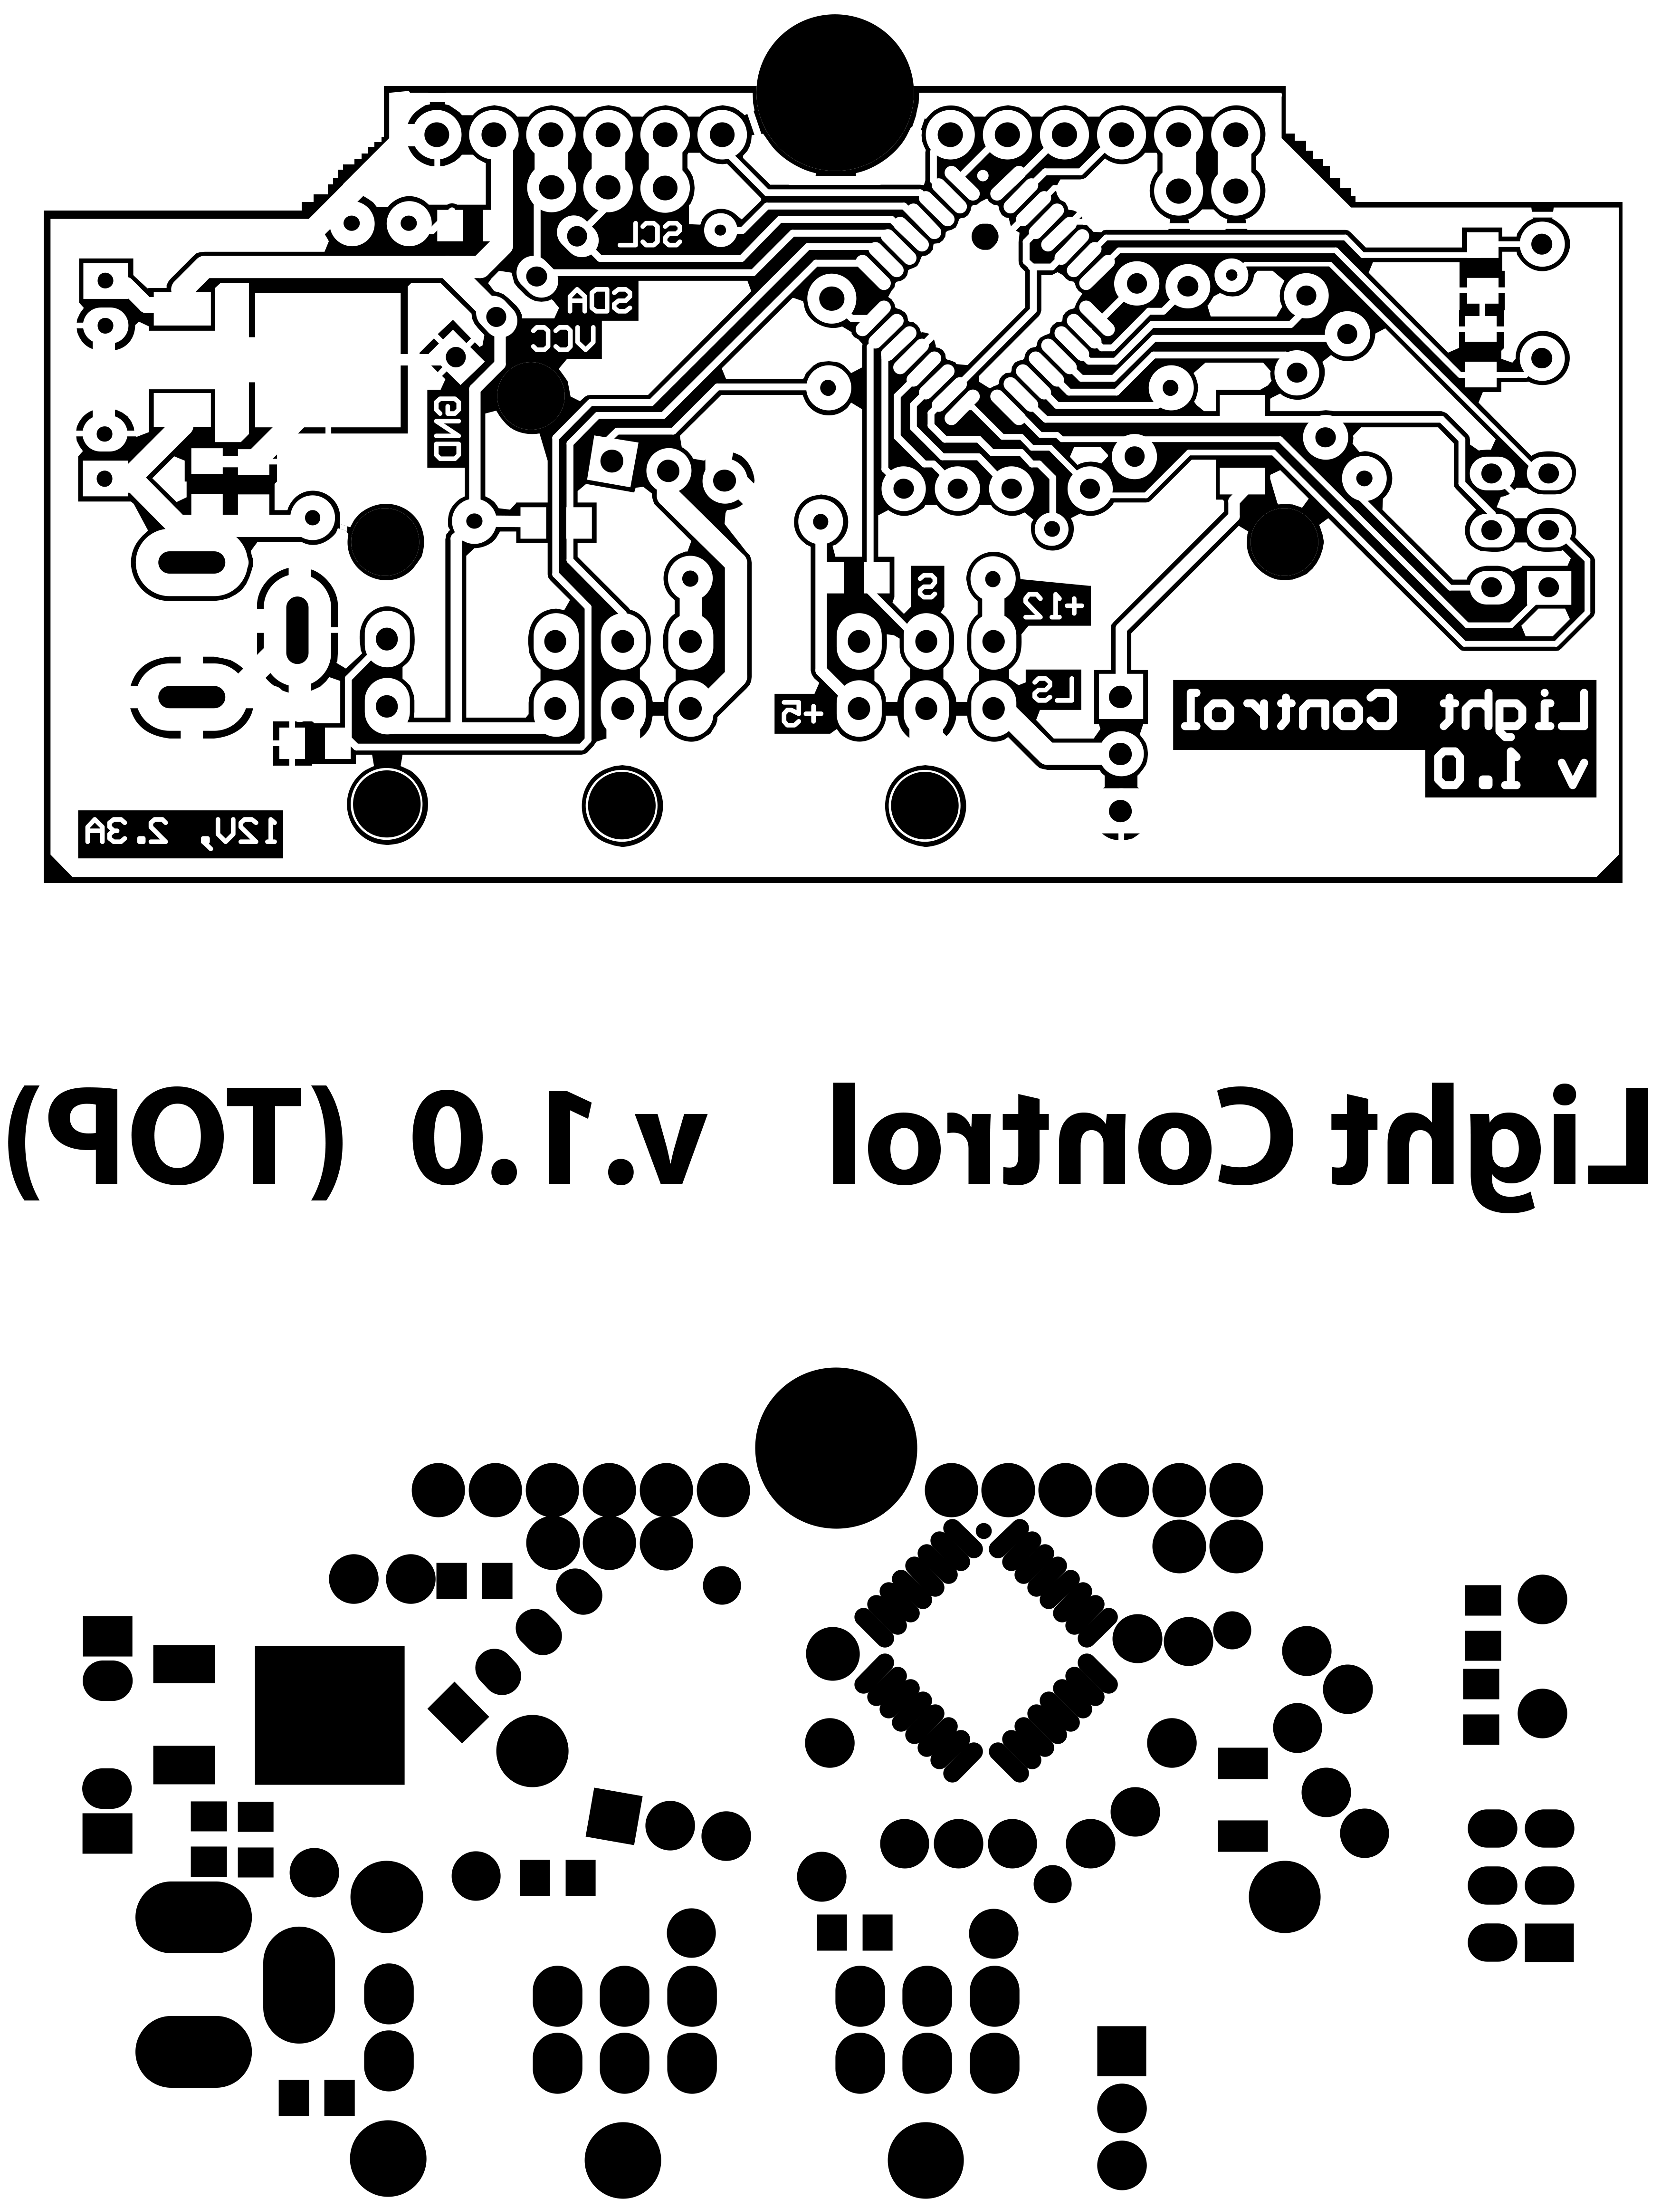 SCL
SDA
VCC
GND
S
+12
LS
+5
Light Control
v 1.0
12V, 2.3A
Light Control v.1.0 (TOP)